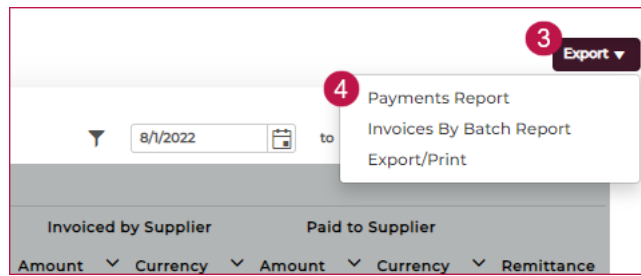 3
Export
4
Payments Report
Invoices By Batch Report
Export/Print
8/1/2022
to
Invoiced by Supplier Paid to Supplier
Amount Currency Amount Currency Remittance